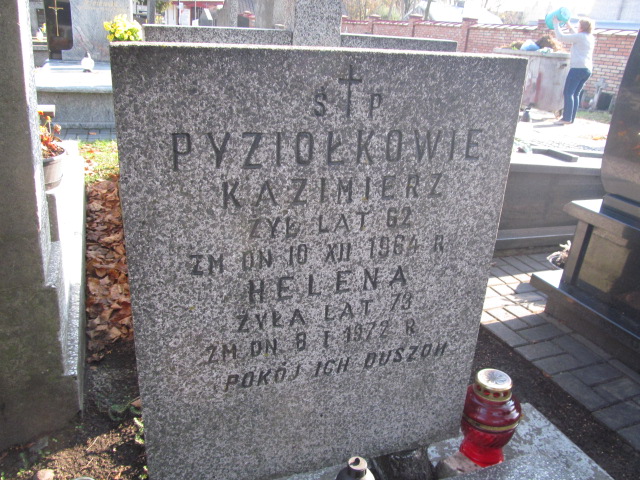 Ś P
PYZIOŁKOWIE
KAZIMIERZ
ŻYŁ LAT 62
ZM DN 10 XII 1964 R
HELENA
ŻYŁA LAT 73
ZM DN. 8 I 1972 R.
POKÓJ ICH DUSZOM